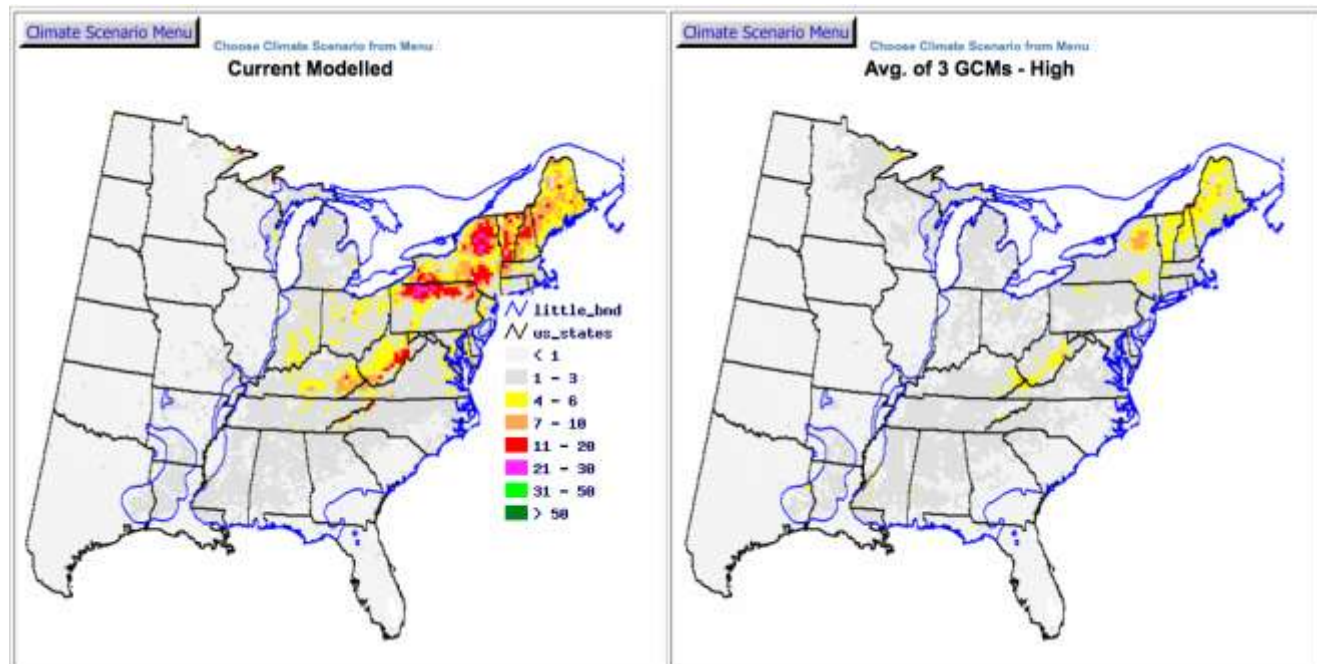 Climate Scenario Menu
Choose Climate Scenario from Menu
Current Modelled
little_bnd
us_states
< 1
1 - 3
4 - 6
7 - 10
11 - 20
21 - 30
31 - 50
> 50
Climate Scenario Menu
Choose Climate Scenario from Menu
Avg. of 3 GCMs - High